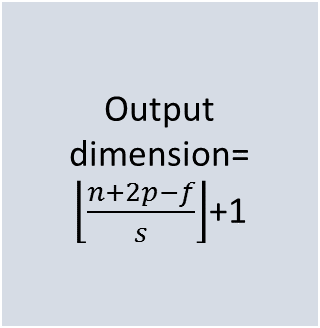 Output
dimension=
⌊(n+2p−f)/s⌋+1